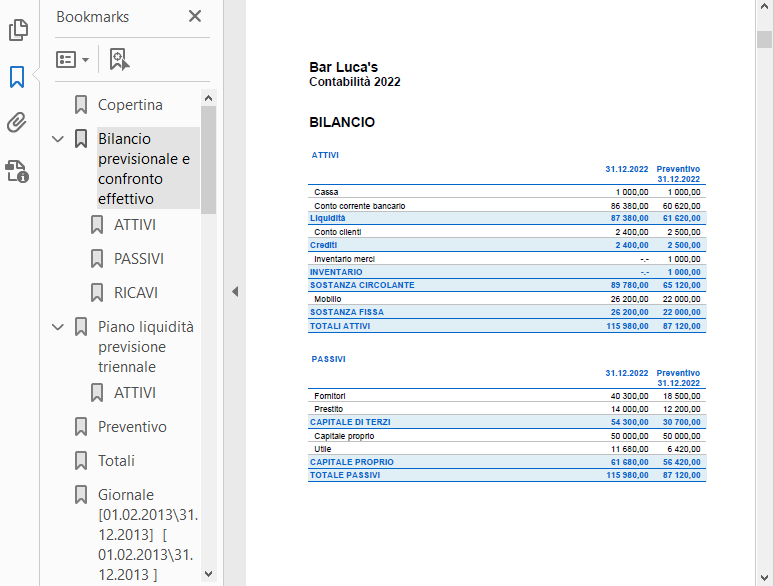 Bookmarks
Copertina
Bilancio
previsionale e
confronto
effettivo
ATTIVI
PASSIVI
RICAVI
Piano liquidità
previsione
triennale
ATTIVI
Preventivo
Totali
Giornale
[01.02.2013\31.
12.2013] [
01.02.2013\31.
12.2013 ]
Bar Luca's
Contabilità 2022
BILANCIO
ATTIVI
31.12.2022 Preventivo
31.12.2022
Cassa 1 000,00 1 000,00
Conto corrente bancario 86 380,00 60 620,00
Liquidità 87 380,00 61 620,00
Conto clienti 2 400,00 2 500,00
Crediti 2 400,00 2 500,00
Inventario merci -.- 1 000,00
INVENTARIO -.- 1 000,00
SOSTANZA CIRCOLANTE 89 780,00 65 120,00
Mobilio 26 200,00 22 000,00
SOSTANZA FISSA 26 200,00 22 000,00
TOTALI ATTIVI 115 980,00 87 120,00
PASSIVI
31.12.2022 Preventivo
31.12.2022
Fornitori 40 300,00 18 500,00
Prestito 14 000,00 12 200,00
CAPITALE DI TERZI 54 300,00 30 700,00
Capitale proprio 50 000,00 50 000,00
Utile 11 680,00 6 420,00
CAPITALE PROPRIO 61 680,00 56 420,00
TOTALE PASSIVI 115 980,00 87 120,00